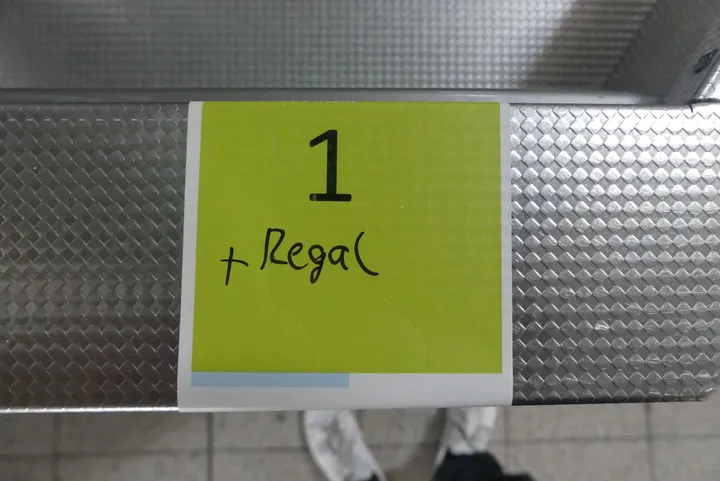 1
+ Regal